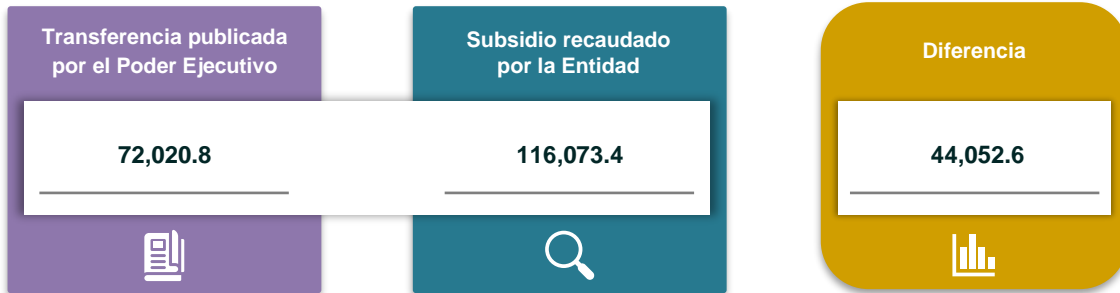 Transferencia publicada
por el Poder Ejecutivo
72,020.8
Subsidio recaudado
por la Entidad
116,073.4
Diferencia
44,052.6